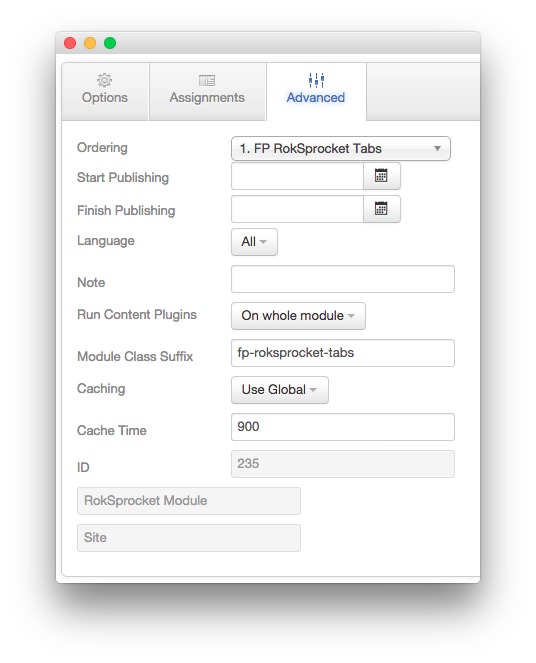 Options Assignments Advanced
Ordering 1. FP RokSprocket Tabs
Start Publishing
Finish Publishing
Language All
Note
Run Content Plugins On whole module
Module Class Suffix fp-roksprocket-tabs
Caching Use Global
Cache Time 900
ID 235
RokSprocket Module
Site